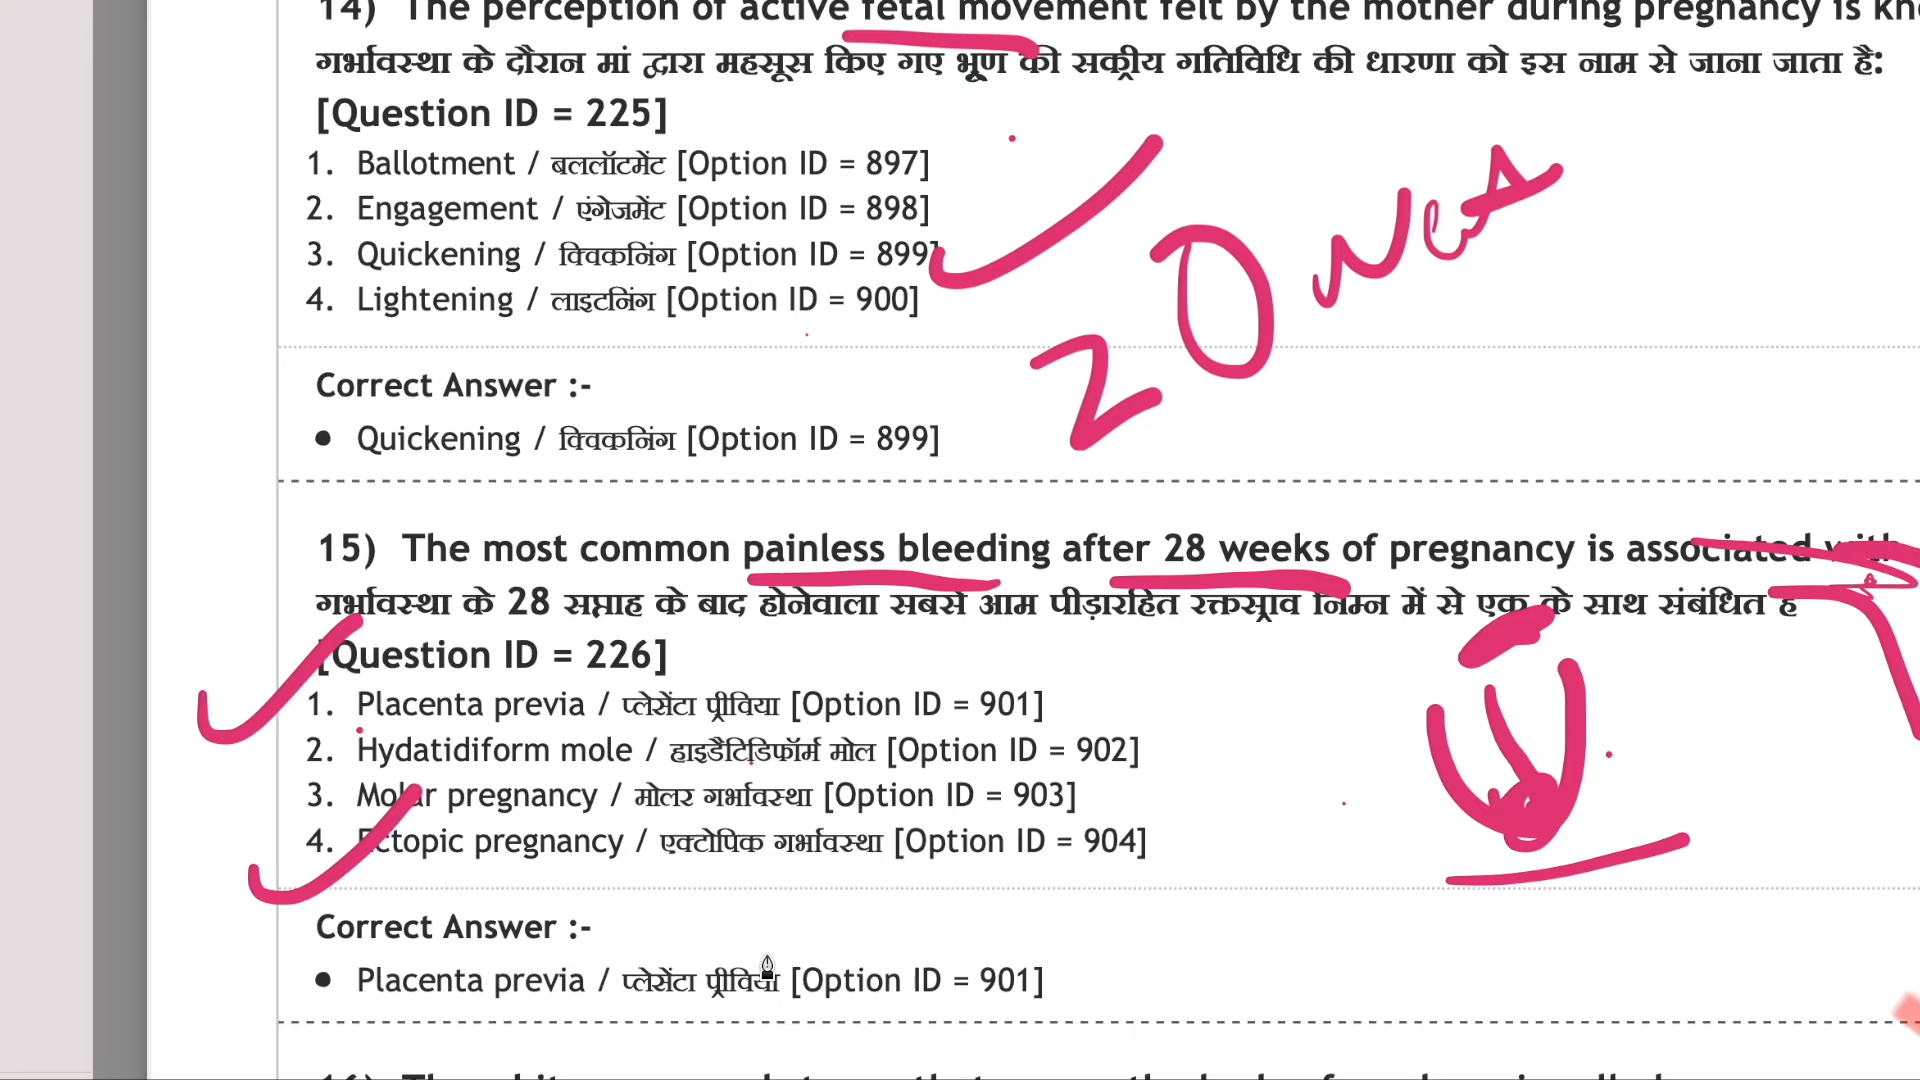 14) The perception of active fetal movement felt by the mother during pregnancy is
गर्भावस्था के दौरान मां द्वारा महसूस किए गए भ्रूण की सक्रीय गतिविधि की धारणा को इस नाम से जाना जाता है:
[Question ID = 225]
1. Ballotment / बललॉटमेंट [Option ID = 897]
2. Engagement / एंगेजमेंट [Option ID = 898]
3. Quickening / क्विकनिंग [Option ID = 899]
4. Lightening / लाइटनिंग [Option ID = 900]
20
Correct Answer :-
• Quickening / क्विकनिंग [Option ID = 899]
15) The most common painless bleeding after 28 weeks of pregnancy is associated with
गर्भावस्था के 28 सप्ताह के बाद होनेवाला सबसे आम पीड़ारहित रक्तस्राव निम्न में से एक के साथ संबंधित है
[Question ID = 226]
1. Placenta previa / प्लेसेंटा प्रीविया [Option ID = 901]
2. Hydatidiform mole / हाइडैटिडिफॉर्म मोल [Option ID = 902]
3. Molar pregnancy / मोलर गर्भावस्था [Option ID = 903]
4. Ectopic pregnancy / एक्टोपिक गर्भावस्था [Option ID = 904]
Correct Answer :-
• Placenta previa / प्लेसेंटा प्रीविया [Option ID = 901]